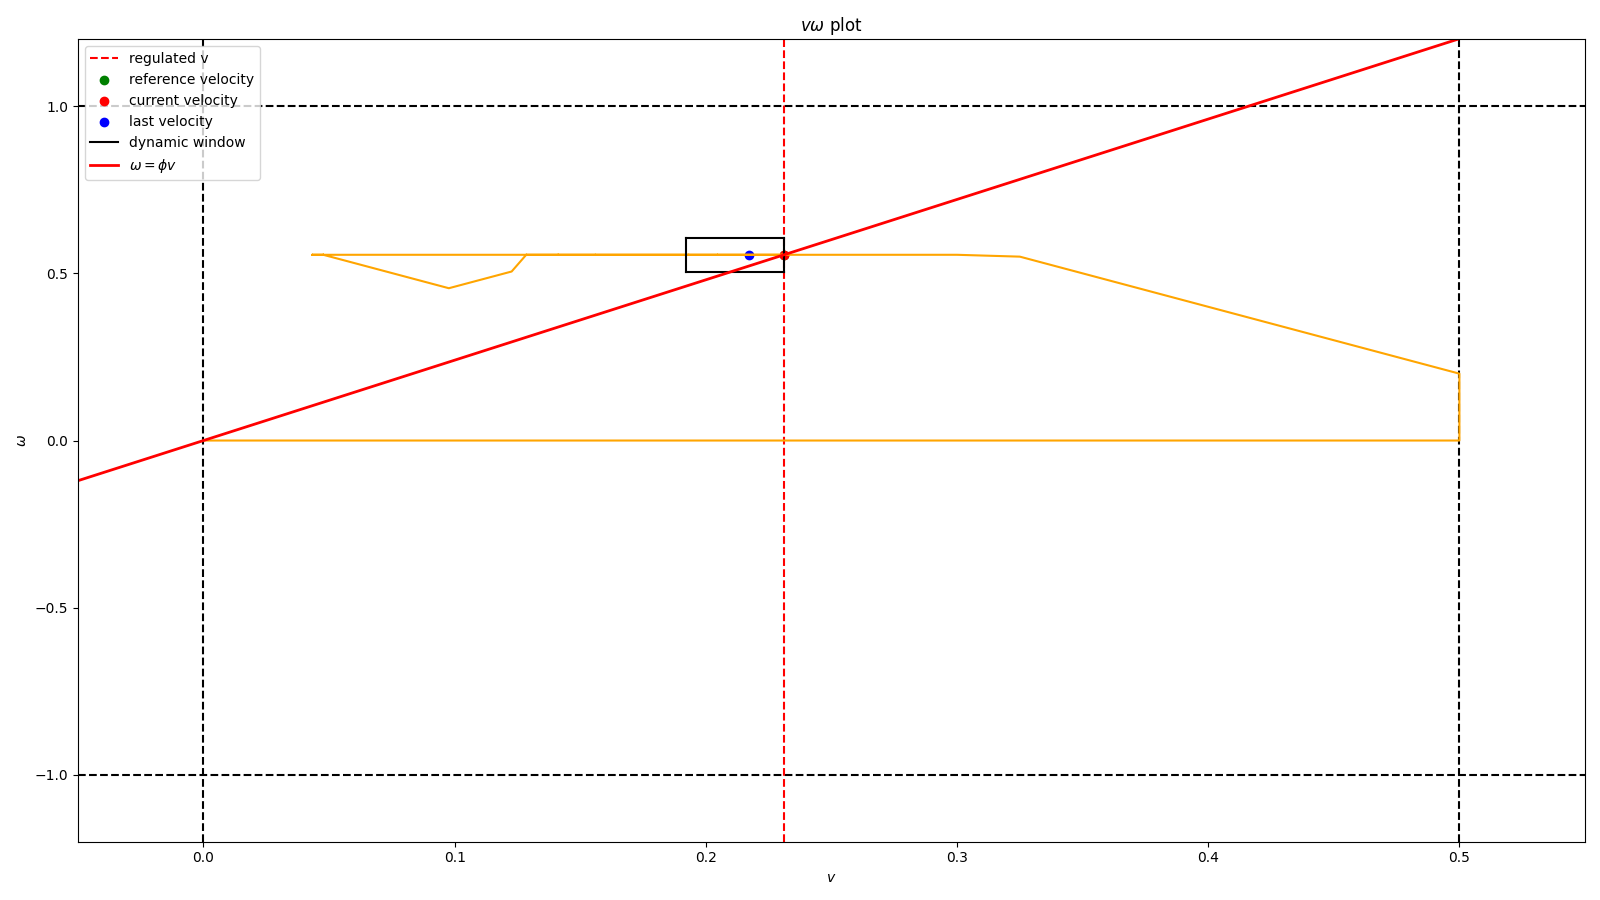 vω plot
regulated v
reference velocity
current velocity
last velocity
dynamic window
ω = ϕv
1.0
0.5
0.0
−0.5
−1.0
ω
0.0 0.1 0.2 0.3 0.4 0.5
v